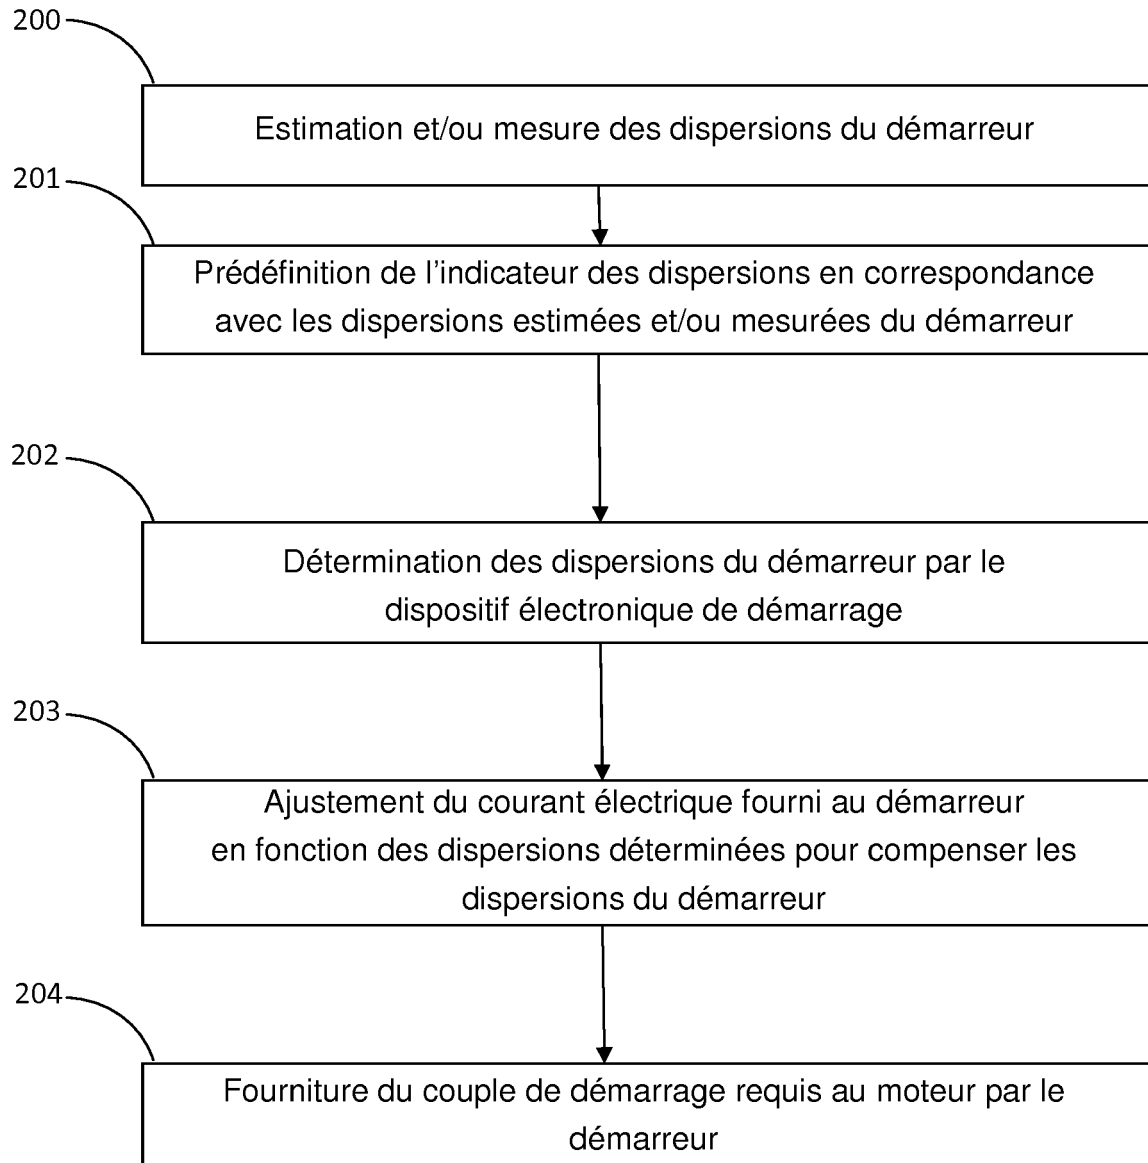 200
Estimation et/ou mesure des dispersions du démarreur
201
Prédéfinition de l'indicateur des dispersions en correspondance
avec les dispersions estimées et/ou mesurées du démarreur
202
Détermination des dispersions du démarreur par le
dispositif électronique de démarrage
203
Ajustement du courant électrique fourni au démarreur
en fonction des dispersions déterminées pour compenser les
dispersions du démarreur
204
Fourniture du couple de démarrage requis au moteur par le
démarreur